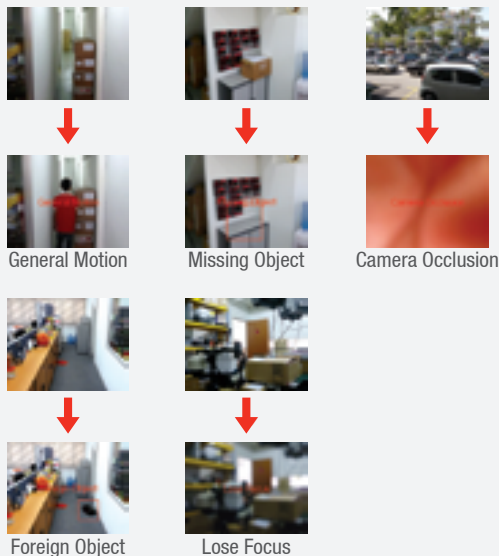 General Motion
Missing Object
Camera Occlusion
Foreign Object
Lose Focus